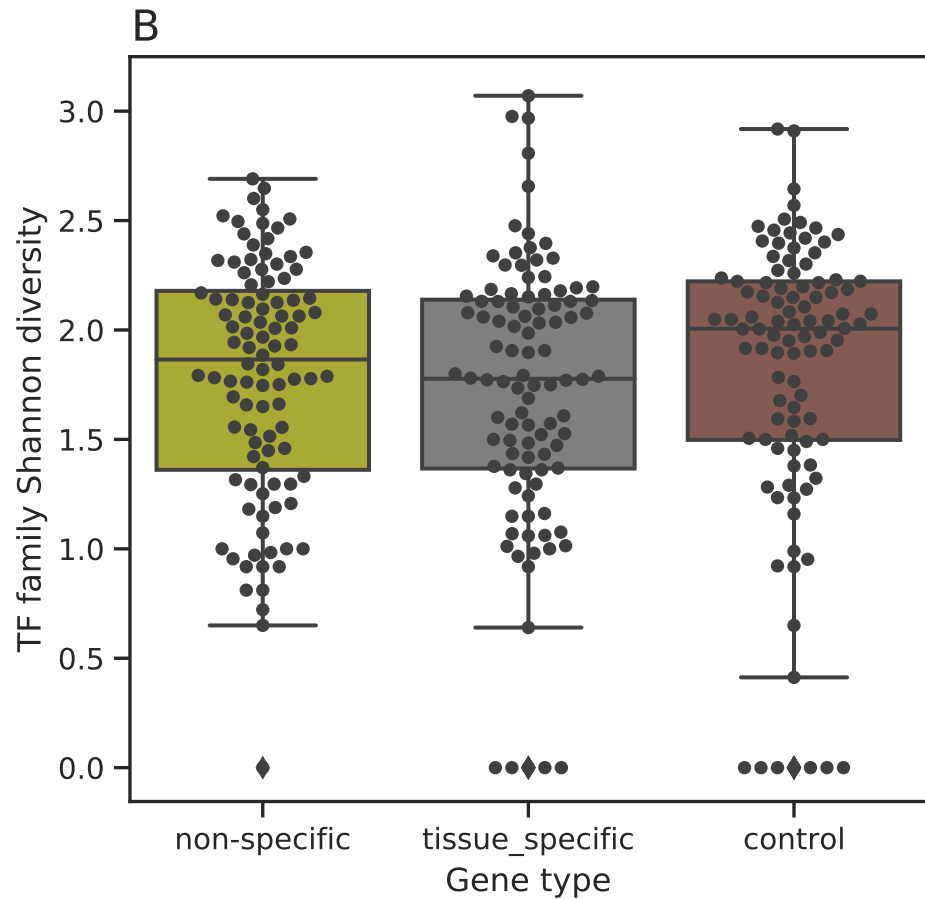 B
TF family Shannon diversity
3.0
2.5
2.0
1.5
1.0
0.5
0.0
non-specific
tissue_specific
control
Gene type